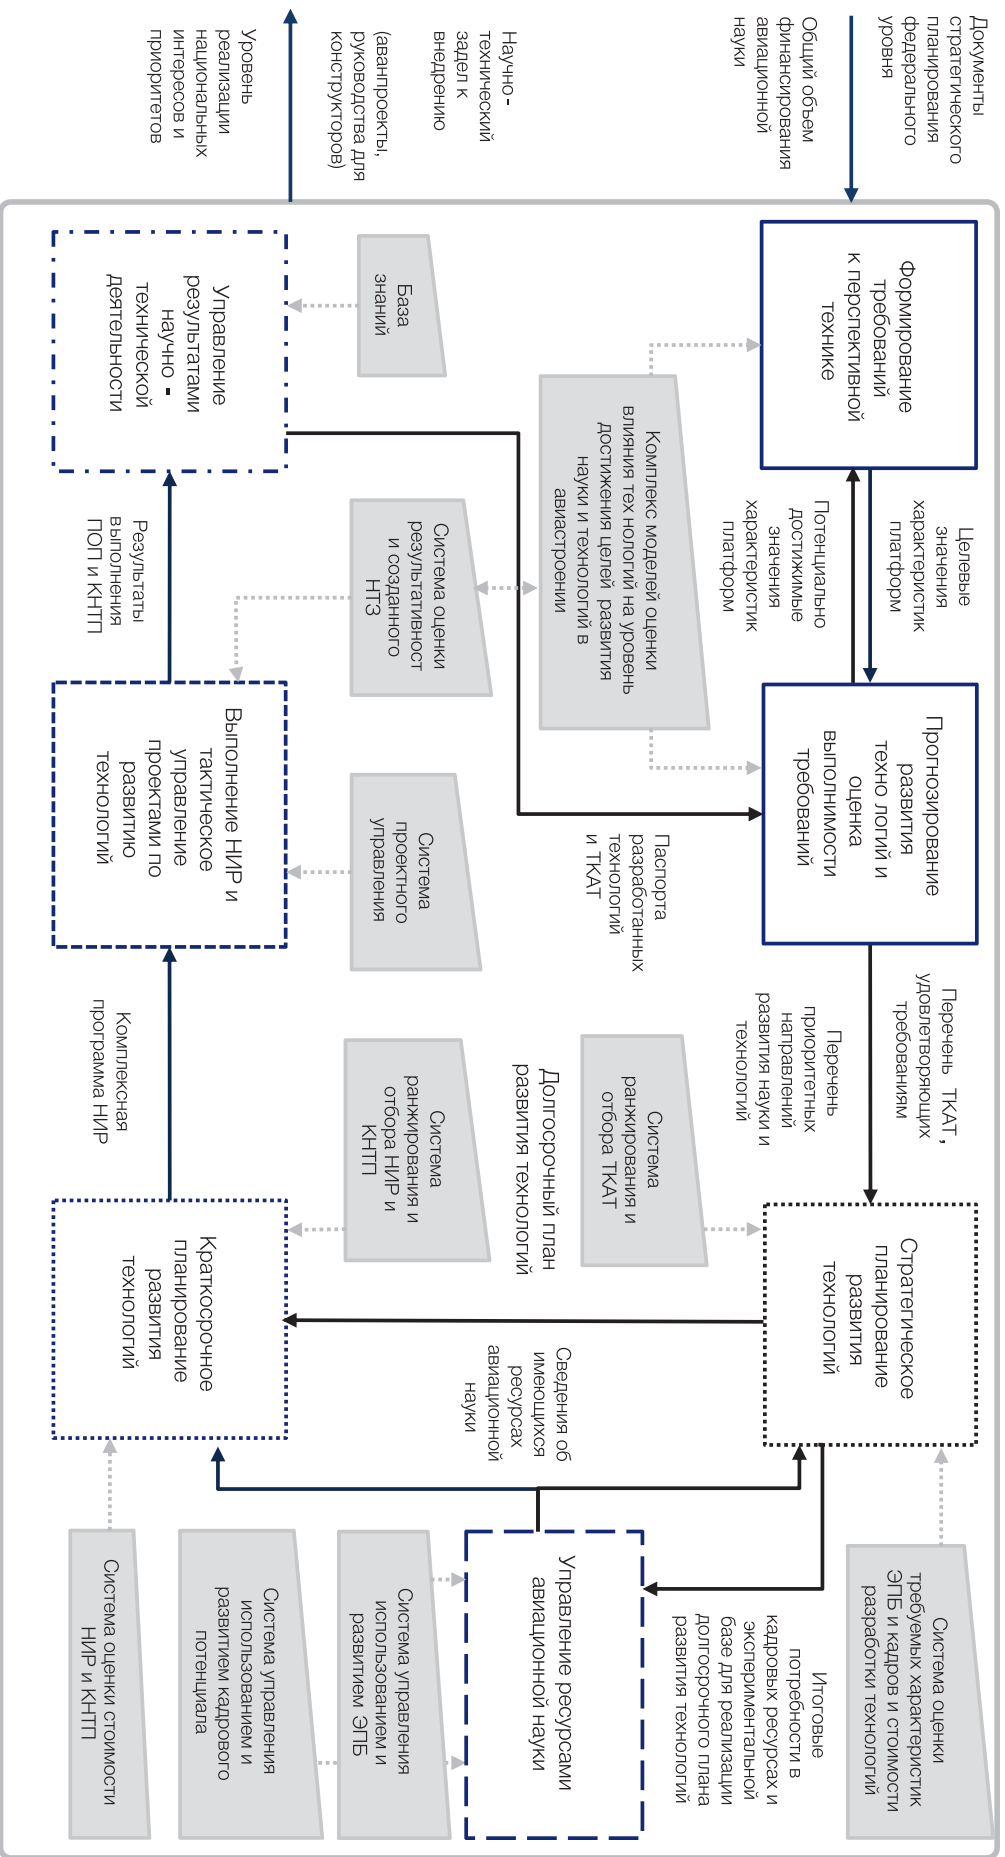 Документы
стратегического
планирования
федерального
уровня
Общий объем
финансирования
авиационной
науки
Научно-
технический
задел к
внедрению
(аванпроекты,
руководства для
конструкторов)
Уровень
реализации
национальных
интересов и
приоритетов
Формирование
требований
к перспективной
технике
Целевые
значения
характеристик
платформ
Потенциально
достижимые
значения
характеристик
платформ
Прогнозирование
развития
техно логий и
оценка
выполнимости
требований
Перечень ТКАТ,
удовлетворяющих
требованиям
Перечень
приоритетных
направлений
развития науки и
технологий
Стратегическое
планирование
развития
технологий
Система оценки
требуемых характеристик
ЭПБ и кадров и стоимости
разработки технологий
Комплекс моделей оценки
влияния тех нологий на уровень
достижения целей развития
науки и технологий в
авиастроении
Паспорта
разработанных
технологий
и ТКАТ
Система
ранжирования и
отбора ТКАТ
Долгосрочный план
развития технологий
Сведения об
имеющихся
ресурсах
авиационной
науки
Итоговые
потребности в
кадровых ресурсах и
экспериментальной
базе для реализации
долгосрочного плана
развития технологий
Управление ресурсами
авиационной науки
База
знаний
Система оценки
результативност
и созданного
НТЗ
Система
проектного
управления
Система
ранжирования и
отбора НИР и
КНТП
Система управления
использованием и
развитием ЭПБ
Система управления
использованием и
развитием кадрового
потенциала
Управление
результатами
научно -
технической
деятельности
Результаты
выполнения
ПОП и КНТП
Выполнение НИР и
тактическое
управление
проектами по
развитию
технологий
Комплексная
программа НИР
Краткосрочное
планирование
развития
технологий
Система оценки стоимости
НИР и КНТП